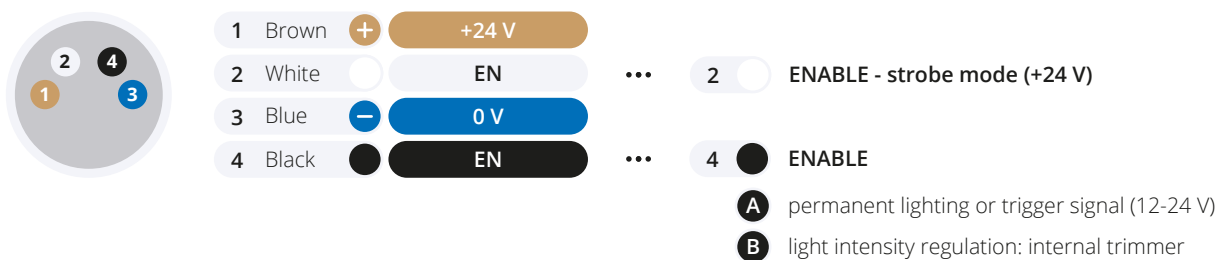 2 4
1 3
1 Brown + +24 V
2 White EN ••• 2 ENABLE - strobe mode (+24 V)
3 Blue − 0 V
4 Black EN ••• 4 ENABLE
A permanent lighting or trigger signal (12-24 V)
B light intensity regulation: internal trimmer